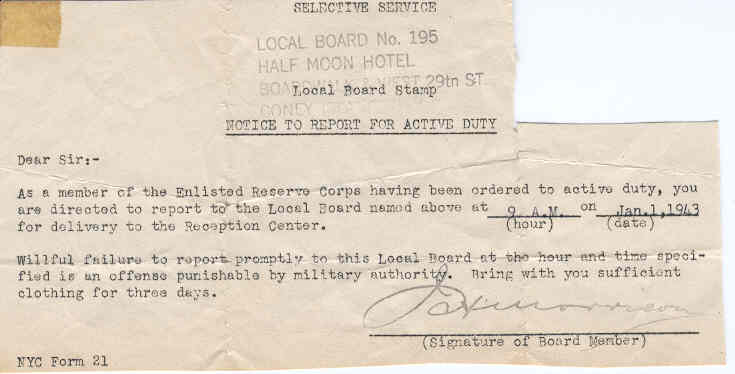 SELECTIVE SERVICE
LOCAL BOARD No. 195
HALF MOON HOTEL
BOARDWALK & WEST 29th ST.
CONEY
Local Board Stamp
NOTICE TO REPORT FOR ACTIVE DUTY
Dear Sir:-
As a member of the Enlisted Reserve Corps having been ordered to active duty, you
are directed to report to the Local Board named above at 9 A.M. on Jan.1,1943
(hour) (date)
for delivery to the Reception Center.
Willful failure to report promptly to this Local Board at the hour and time speci-
fied is an offense punishable by military authority. Bring with you sufficient
clothing for three days.
Morrison
(Signature of Board Member)
NYC Form 21